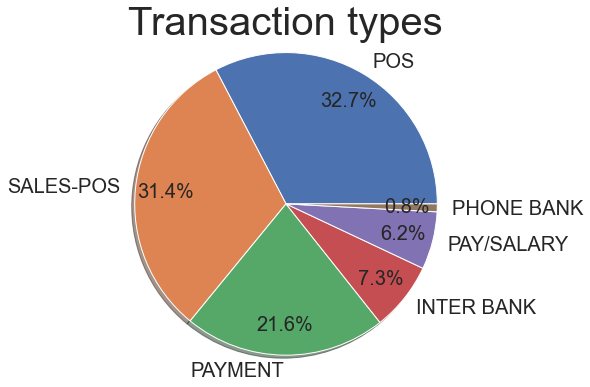 Transaction types
POS
32.7%
SALES-POS
31.4%
0.8%
PHONE BANK
6.2%
PAY/SALARY
7.3%
INTER BANK
21.6%
PAYMENT